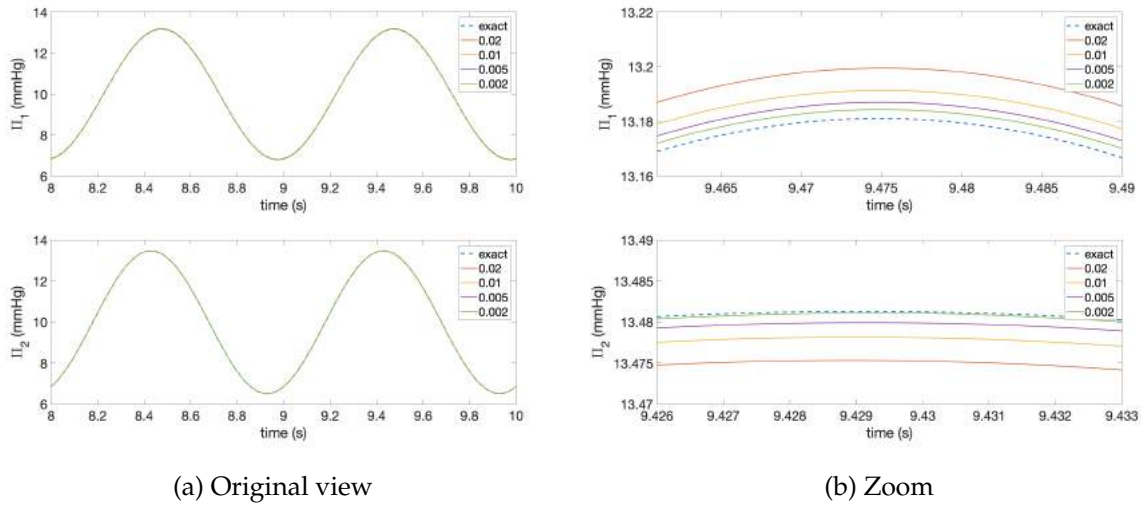 14
12
10
8
6
Π₁ (mmHg)
8 8.2 8.4 8.6 8.8 9 9.2 9.4 9.6 9.8 10
time (s)
exact
0.02
0.01
0.005
0.002
13.22
13.2
13.18
13.16
Π₁ (mmHg)
9.465 9.47 9.475 9.48 9.485 9.49
time (s)
exact
0.02
0.01
0.005
0.002
14
12
10
8
6
Π₂ (mmHg)
8 8.2 8.4 8.6 8.8 9 9.2 9.4 9.6 9.8 10
time (s)
exact
0.02
0.01
0.005
0.002
13.49
13.485
13.48
13.475
13.47
Π₂ (mmHg)
9.426 9.427 9.428 9.429 9.43 9.431 9.432 9.433
time (s)
exact
0.02
0.01
0.005
0.002
(a) Original view
(b) Zoom